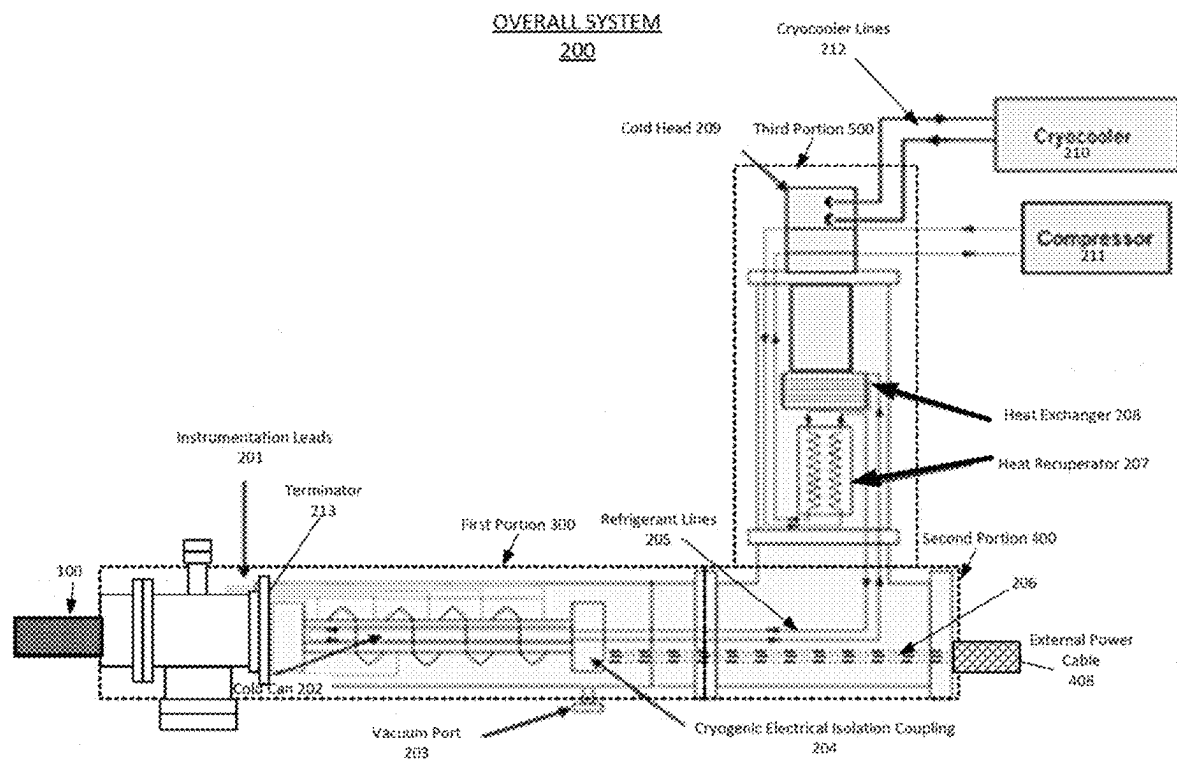 OVERALL SYSTEM
200
Cryocooler Lines
212
Cold Head 209
Third Portion 500
Cryocooler
210
Compressor
211
Heat Exchanger 208
Instrumentation Leads
201
Heat Recuperator 207
Terminator
213
First Portion 300
Refrigerant Lines
205
Second Portion 400
100
206
External Power
Cable
408
Cold Can 202
Vacuum Port
203
Cryogenic Electrical Isolation Coupling
204